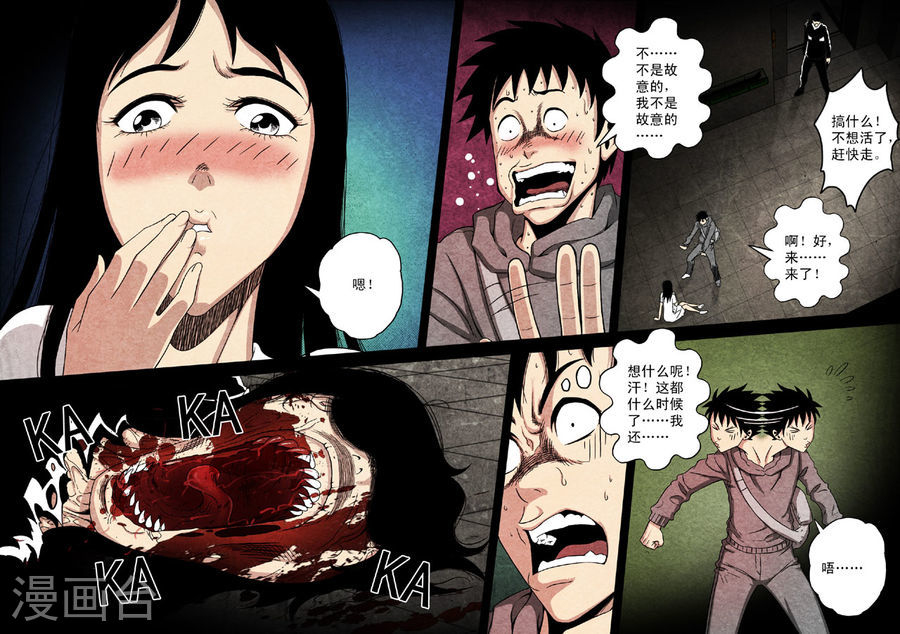 嗯！
不……
不是故
意的，
我不是
故意的
……
搞什么！
不想活了，
赶快走。
啊！好，
来……
来了！
KA
KA
KA
KA
想什么呢！
汗！这都
什么时候
了……我
还……
唔……
漫画台